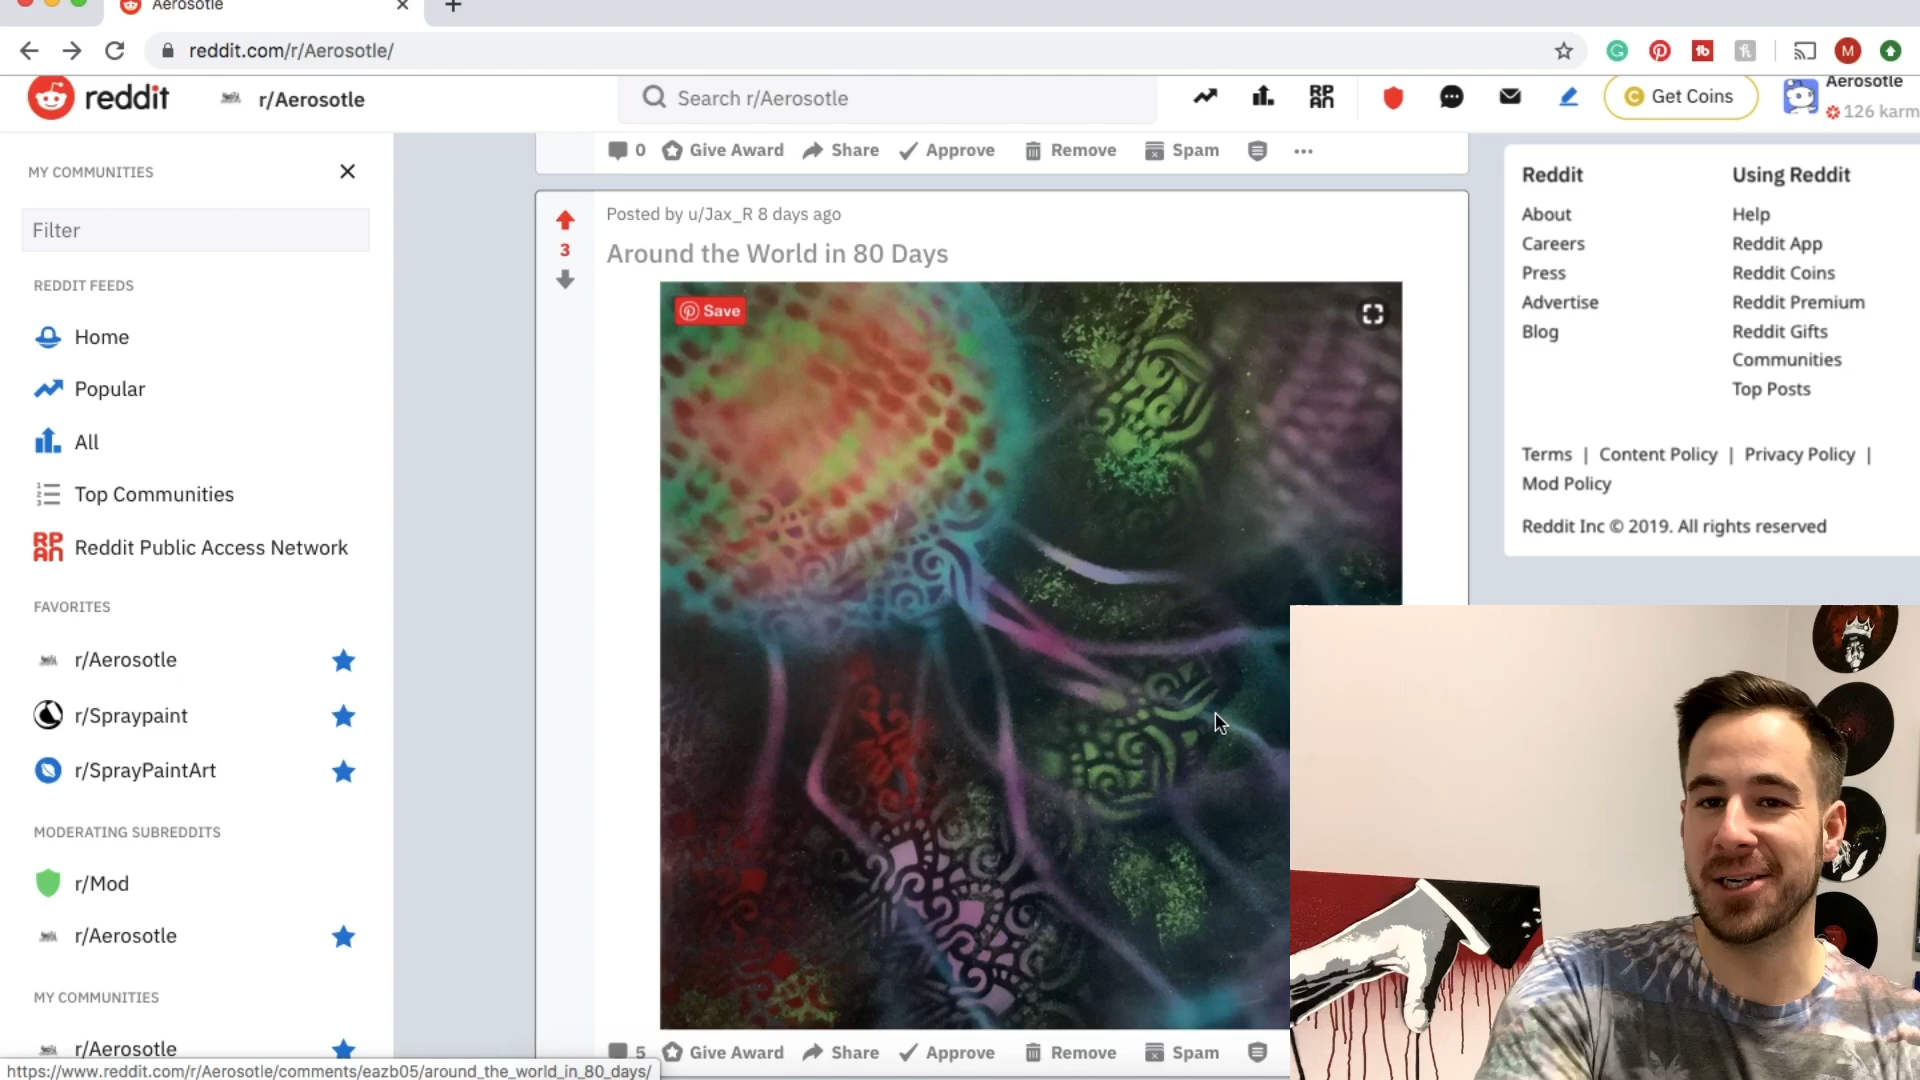 Aerosotle
reddit.com/r/Aerosotle/
M
reddit
r/Aerosotle
Search r/Aerosotle
RPAN
Get Coins
Aerosotle
126 karm
MY COMMUNITIES
Filter
REDDIT FEEDS
Home
Popular
All
Top Communities
RPAN Reddit Public Access Network
FAVORITES
r/Aerosotle
r/Spraypaint
r/SprayPaintArt
MODERATING SUBREDDITS
r/Mod
r/Aerosotle
MY COMMUNITIES
r/Aerosotle
https://www.reddit.com/r/Aerosotle/comments/eazb05/around_the_world_in_80_days/
0 Give Award Share Approve Remove Spam
3
Posted by u/Jax_R 8 days ago
Around the World in 80 Days
Save
5 Give Award Share Approve Remove Spam
Reddit
About
Careers
Press
Advertise
Blog
Using Reddit
Help
Reddit App
Reddit Coins
Reddit Premium
Reddit Gifts
Communities
Top Posts
Terms | Content Policy | Privacy Policy |
Mod Policy
Reddit Inc © 2019. All rights reserved